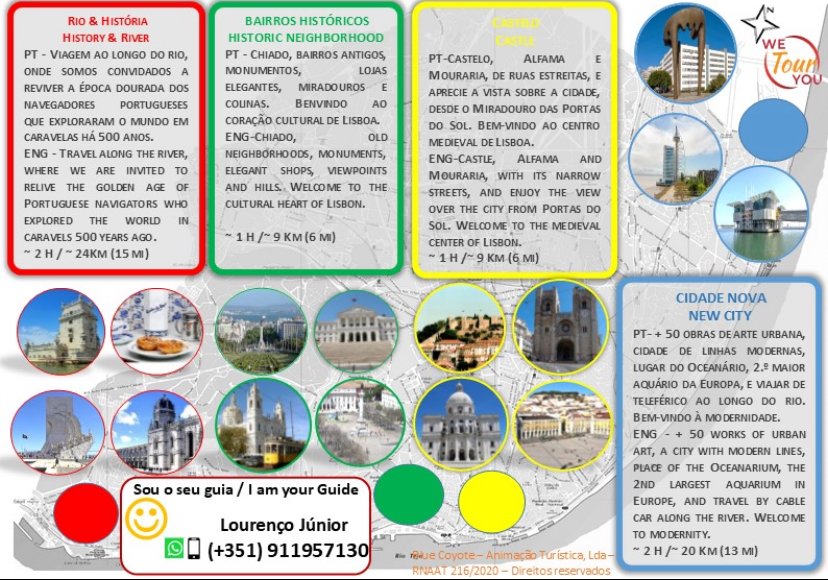 RIO & HISTÓRIA
HISTORY & RIVER
PT - VIAGEM AO LONGO DO RIO,
ONDE SOMOS CONVIDADOS A
REVIVER A ÉPOCA DOURADA DOS
NAVEGADORES PORTUGUESES
QUE EXPLORARAM O MUNDO EM
CARAVELAS HÁ 500 ANOS.
ENG - TRAVEL ALONG THE RIVER,
WHERE WE ARE INVITED TO
RELIVE THE GOLDEN AGE OF
PORTUGUESE NAVIGATORS WHO
EXPLORED THE WORLD IN
CARAVELS 500 YEARS AGO.
~ 2 H / ~ 24KM (15 MI)
BAIRROS HISTÓRICOS
HISTORIC NEIGHBORHOOD
PT - CHIADO, BAIRROS ANTIGOS,
MONUMENTOS, LOJAS
ELEGANTES, MIRADOUROS E
COLINAS. BENVINDO AO
CORAÇÃO CULTURAL DE LISBOA.
ENG-CHIADO, OLD
NEIGHBORHOODS, MONUMENTS,
ELEGANT SHOPS, VIEWPOINTS
AND HILLS. WELCOME TO THE
CULTURAL HEART OF LISBON.
~ 1 H /~ 9 KM (6 MI)
CASTELO
CASTLE
PT-CASTELO, ALFAMA E
MOURARIA, DE RUAS ESTREITAS, E
APRECIE A VISTA SOBRE A CIDADE,
DESDE O MIRADOURO DAS PORTAS
DO SOL. BEM-VINDO AO CENTRO
MEDIEVAL DE LISBOA.
ENG-CASTLE, ALFAMA AND
MOURARIA, WITH ITS NARROW
STREETS, AND ENJOY THE VIEW
OVER THE CITY FROM PORTAS DO
SOL. WELCOME TO THE MEDIEVAL
CENTER OF LISBON.
~ 1 H /~ 9 KM (6 MI)
N
WE
Tour
YOU
CIDADE NOVA
NEW CITY
PT- + 50 OBRAS DE ARTE URBANA,
CIDADE DE LINHAS MODERNAS,
LUGAR DO OCEANÁRIO, 2.º MAIOR
AQUÁRIO DA EUROPA, E VIAJAR DE
TELEFÉRICO AO LONGO DO RIO.
BEM-VINDO À MODERNIDADE.
ENG - + 50 WORKS OF URBAN
ART, A CITY WITH MODERN LINES,
PLACE OF THE OCEANARIUM, THE
2ND LARGEST AQUARIUM IN
EUROPE, AND TRAVEL BY CABLE
CAR ALONG THE RIVER. WELCOME
TO MODERNITY.
~ 2 H /~ 20 KM (13 MI)
Sou o seu guia / I am your Guide
Lourenço Júnior
(+351) 911957130
Rio Tejo
Blue Coyote – Animação Turística, Lda –
RNAAT 216/2020 – Direitos reservados